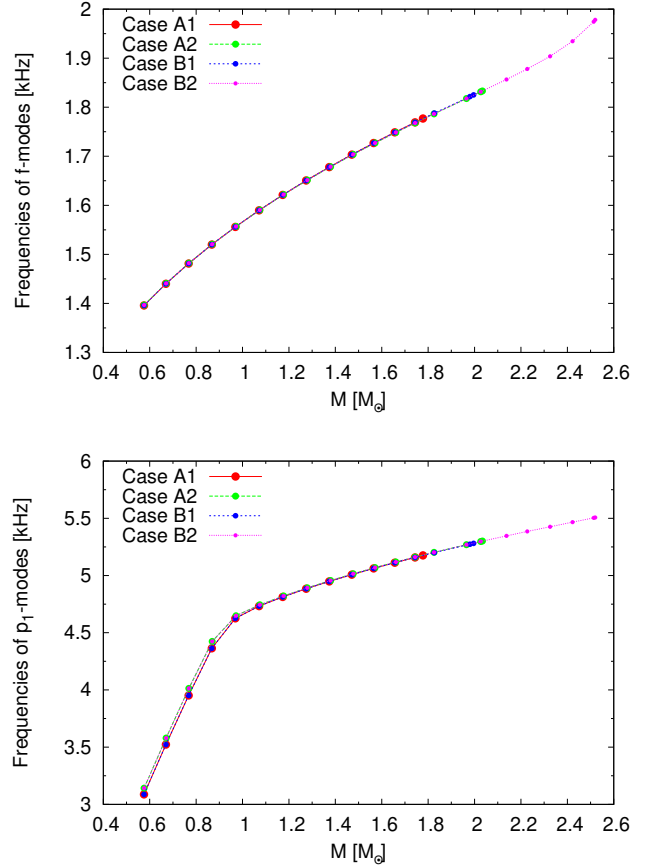 Frequencies of f-modes [kHz]
2
1.9
1.8
1.7
1.6
1.5
1.4
1.3
Case A1
Case A2
Case B1
Case B2
0.4 0.6 0.8 1 1.2 1.4 1.6 1.8 2 2.2 2.4 2.6
M [M⊙]
Frequencies of p₁-modes [kHz]
6
5.5
5
4.5
4
3.5
3
Case A1
Case A2
Case B1
Case B2
0.4 0.6 0.8 1 1.2 1.4 1.6 1.8 2 2.2 2.4 2.6
M [M⊙]